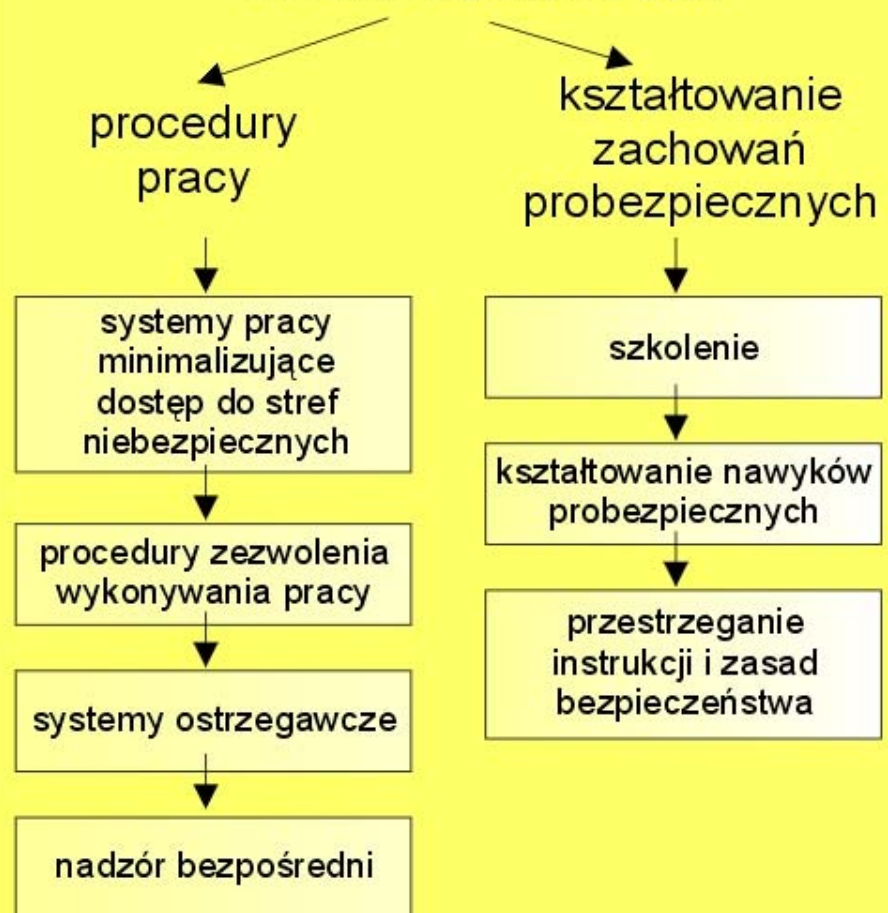 procedury
pracy
systemy pracy
minimalizujące
dostęp do stref
niebezpiecznych
procedury zezwolenia
wykonywania pracy
systemy ostrzegawcze
nadzór bezpośredni
kształtowanie
zachowań
probezpiecznych
szkolenie
kształtowanie nawyków
probezpiecznych
przestrzeganie
instrukcji i zasad
bezpieczeństwa